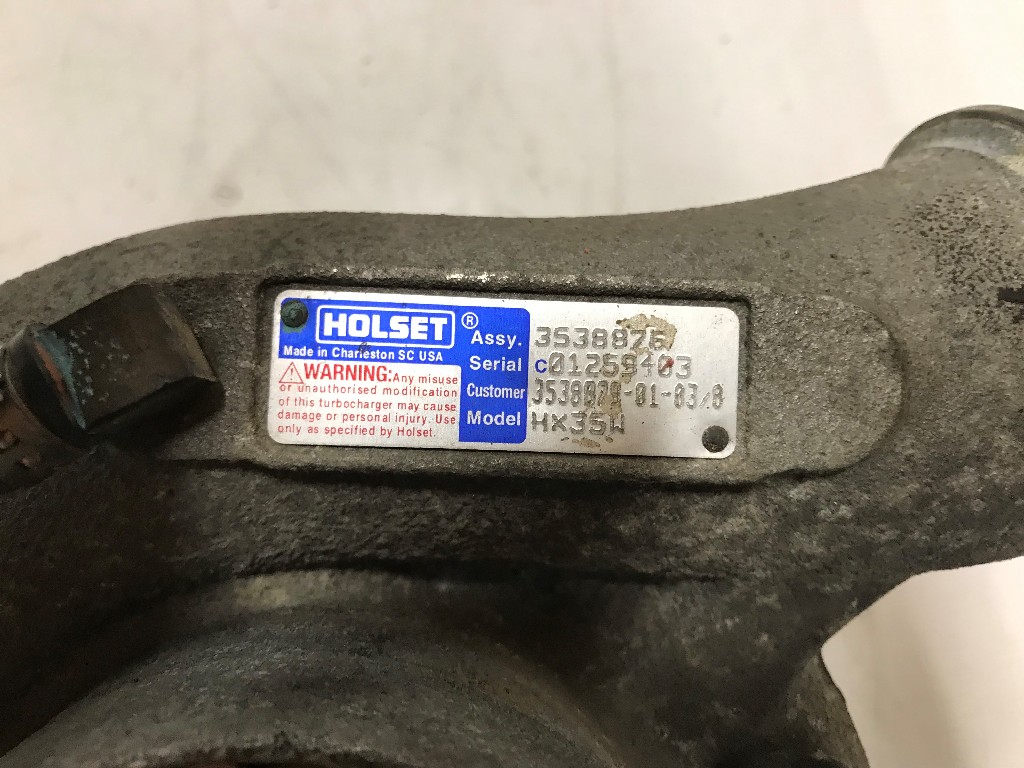 HOLSET ®
Made in Charleston SC USA
⚠WARNING: Any misuse
or unauthorised modification
of this turbocharger may cause
damage or personal injury. Use
only as specified by Holset.
Assy. 3538876
Serial C01259403
Customer
Model HX35W